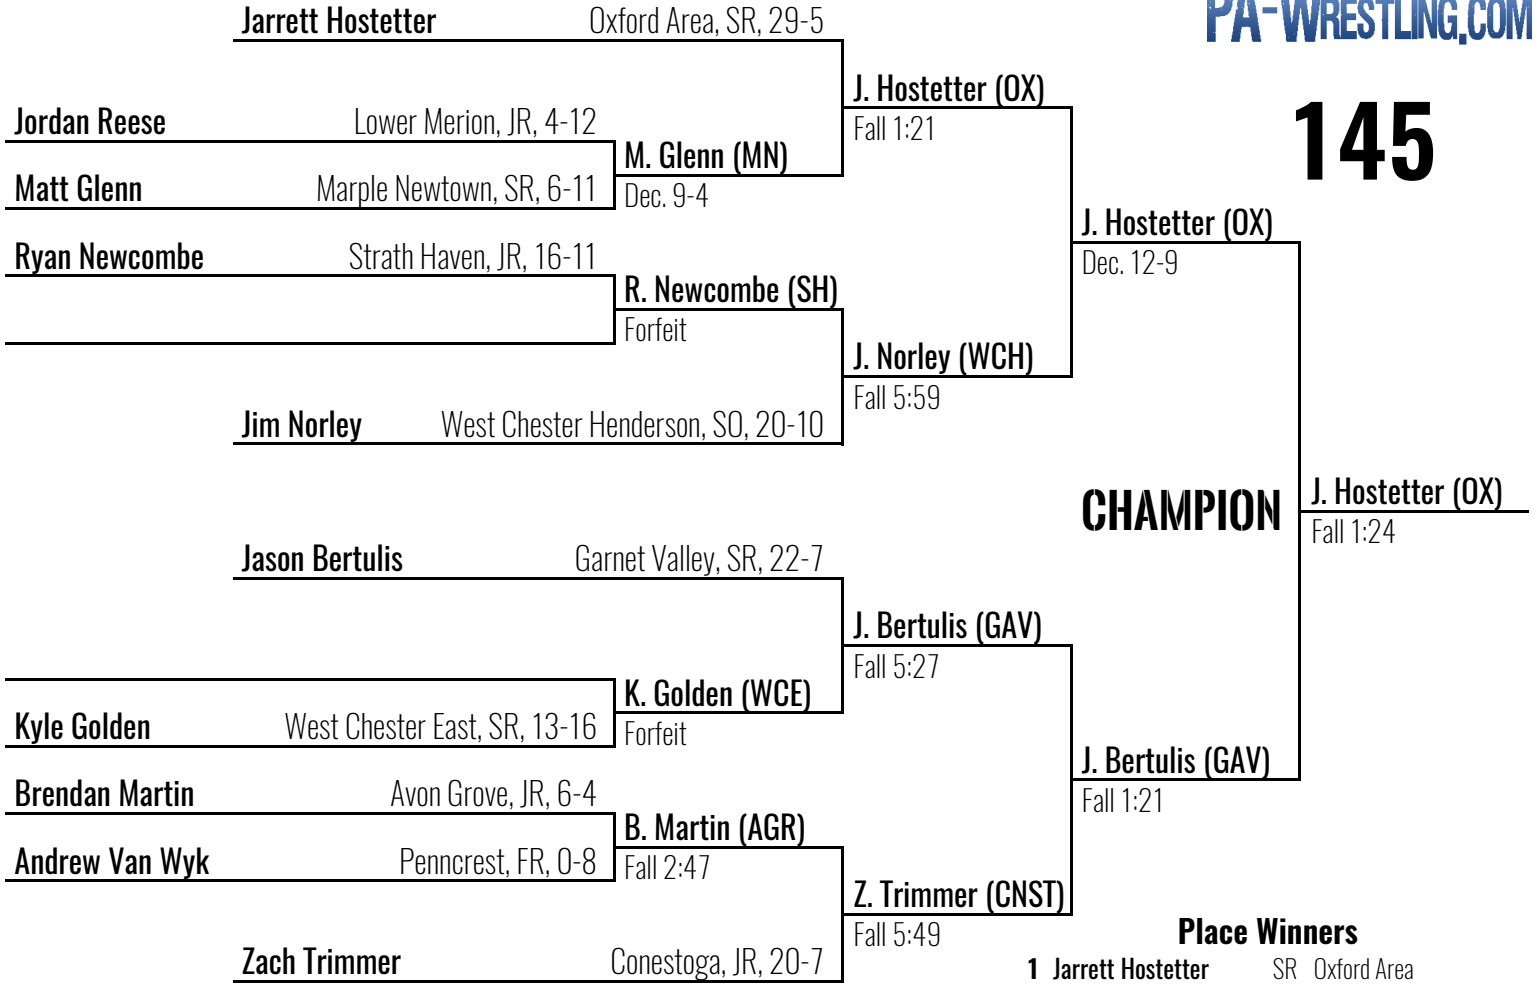 PA-WRESTLING.COM
145
Jarrett Hostetter Oxford Area, SR, 29-5
J. Hostetter (OX)
Fall 1:21
Jordan Reese Lower Merion, JR, 4-12
M. Glenn (MN)
Dec. 9-4
Matt Glenn Marple Newtown, SR, 6-11
J. Hostetter (OX)
Dec. 12-9
Ryan Newcombe Strath Haven, JR, 16-11
R. Newcombe (SH)
Forfeit
J. Norley (WCH)
Fall 5:59
Jim Norley West Chester Henderson, SO, 20-10
CHAMPION
J. Hostetter (OX)
Fall 1:24
Jason Bertulis Garnet Valley, SR, 22-7
J. Bertulis (GAV)
Fall 5:27
K. Golden (WCE)
Forfeit
Kyle Golden West Chester East, SR, 13-16
J. Bertulis (GAV)
Fall 1:21
Brendan Martin Avon Grove, JR, 6-4
B. Martin (AGR)
Fall 2:47
Andrew Van Wyk Penncrest, FR, 0-8
Z. Trimmer (CNST)
Fall 5:49
Zach Trimmer Conestoga, JR, 20-7
Place Winners
1 Jarrett Hostetter SR Oxford Area